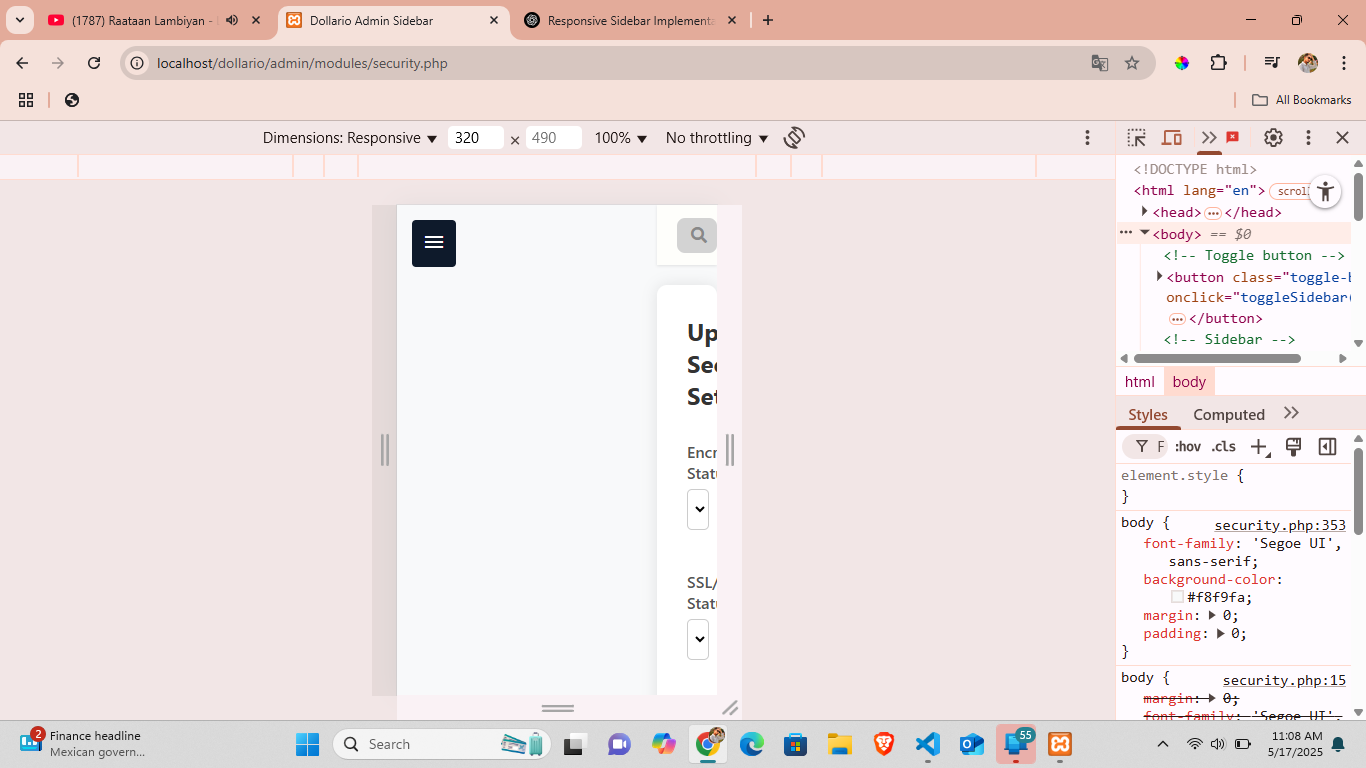 (1787) Raataan Lambiyan -
Dollario Admin Sidebar
Responsive Sidebar Implementa
localhost/dollario/admin/modules/security.php
All Bookmarks
Dimensions: Responsive
320
×
490
100%
No throttling
Up
Sec
Set
Encr
Statu
SSL/
Statu
<!DOCTYPE html>
<html lang="en">
scroll
<head>
</head>
<body> == $0
<!-- Toggle button -->
<button class="toggle-b
onclick="toggleSidebar(
</button>
<!-- Sidebar -->
html
body
Styles
Computed
F
:hov
.cls
element.style {
}
body {
security.php:353
font-family: 'Segoe UI',
sans-serif;
background-color:
#f8f9fa;
margin: 0;
padding: 0;
}
body {
security.php:15
margin: 0;
font-family: 'Segoe UI',
2
Finance headline
Mexican govern...
Search
55
11:08 AM
5/17/2025